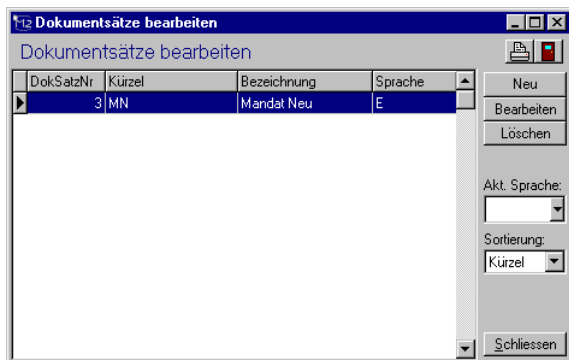 Dokumentsätze bearbeiten
Dokumentsätze bearbeiten
DokSatzNr Kürzel Bezeichnung Sprache
3 MN Mandat Neu E
Neu
Bearbeiten
Löschen
Akt. Sprache:
Sortierung:
Kürzel
Schliessen